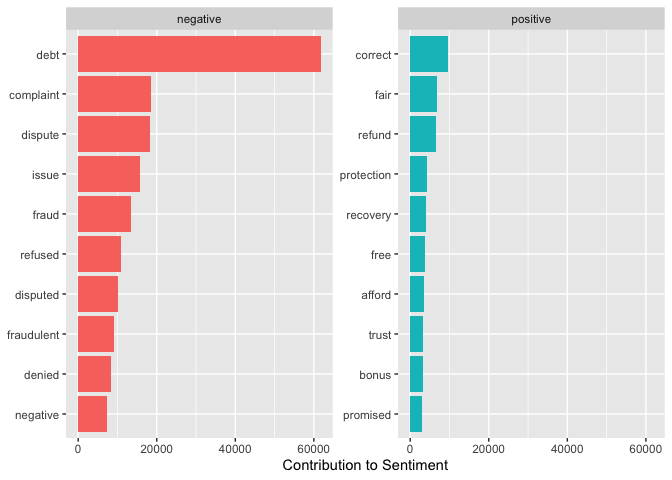 negative
debt
complaint
dispute
issue
fraud
refused
disputed
fraudulent
denied
negative
0 20000 40000 60000
positive
correct
fair
refund
protection
recovery
free
afford
trust
bonus
promised
0 20000 40000 60000
Contribution to Sentiment